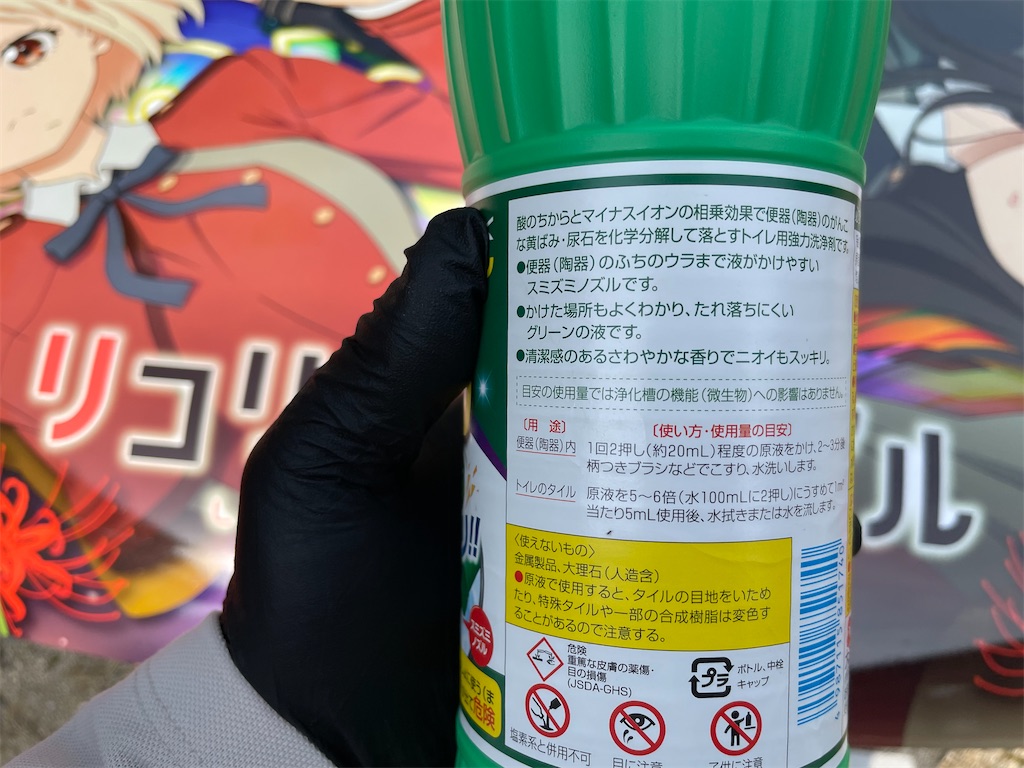 酸のちからとマイナスイオンの相乗効果で便器(陶器)のがんこ
な黄ばみ・尿石を化学分解して落とすトイレ用強力洗浄剤です。
●便器(陶器)のふちのウラまで液がかけやすい
スミズミノズルです。
●かけた場所もよくわかり、たれ落ちにくい
グリーンの液です。
●清潔感のあるさわやかな香りでニオイもスッキリ。
目安の使用量では浄化槽の機能(微生物)への影響はありません。
〔用 途〕 〔使い方・使用量の目安〕
便器(陶器)内 1回2押し(約20mL)程度の原液をかけ、2〜3分後
柄つきブラシなどでこすり、水洗いします。
トイレのタイル 原液を5〜6倍(水100mLに2押し)にうすめて1m²
当たり5mL使用後、水拭きまたは水を流します。
〈使えないもの〉
金属製品、大理石(人造含)
●原液で使用すると、タイルの目地をいため
たり、特殊タイルや一部の合成樹脂は変色す
ることがあるので注意する。
危険
重篤な皮膚の薬傷・
目の損傷
(JSDA-GHS)
プラ
ボトル、中栓
キャップ
塩素系と併用不可
目に注意
子供に注意
スミズミ
ノズル
危険
リコリ
ル